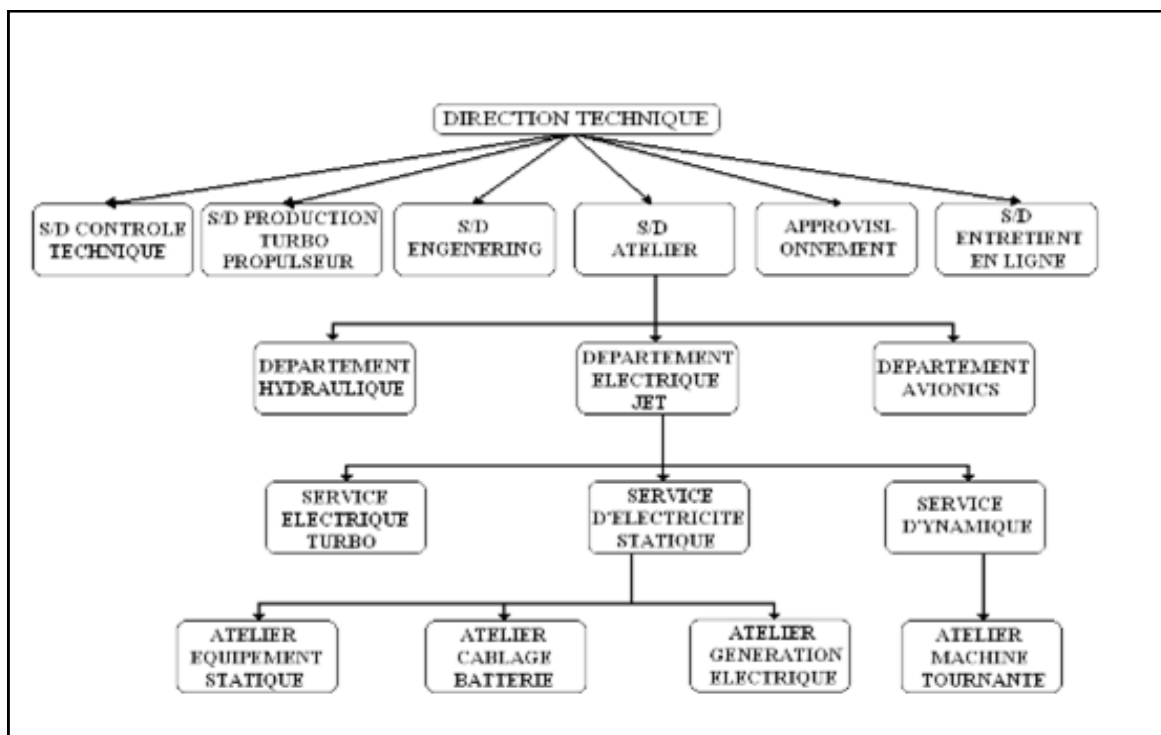 DIRECTION TECHNIQUE
S/D CONTROLE
TECHNIQUE
S/D PRODUCTION
TURBO
PROPULSEUR
S/D
ENGENERING
S/D
ATELIER
APPROVISI-
ONNEMENT
S/D
ENTRETIENT
EN LIGNE
DEPARTEMENT
HYDRAULIQUE
DEPARTEMENT
ELECTRIQUE
JET
DEPARTEMENT
AVIONICS
SERVICE
ELECTRIQUE
TURBO
SERVICE
D'ELECTRICITE
STATIQUE
SERVICE
D'YNAMIQUE
ATELIER
EQUIPEMENT
STATIQUE
ATELIER
CABLAGE
BATTERIE
ATELIER
GENERATION
ELECTRIQUE
ATELIER
MACHINE
TOURNANTE